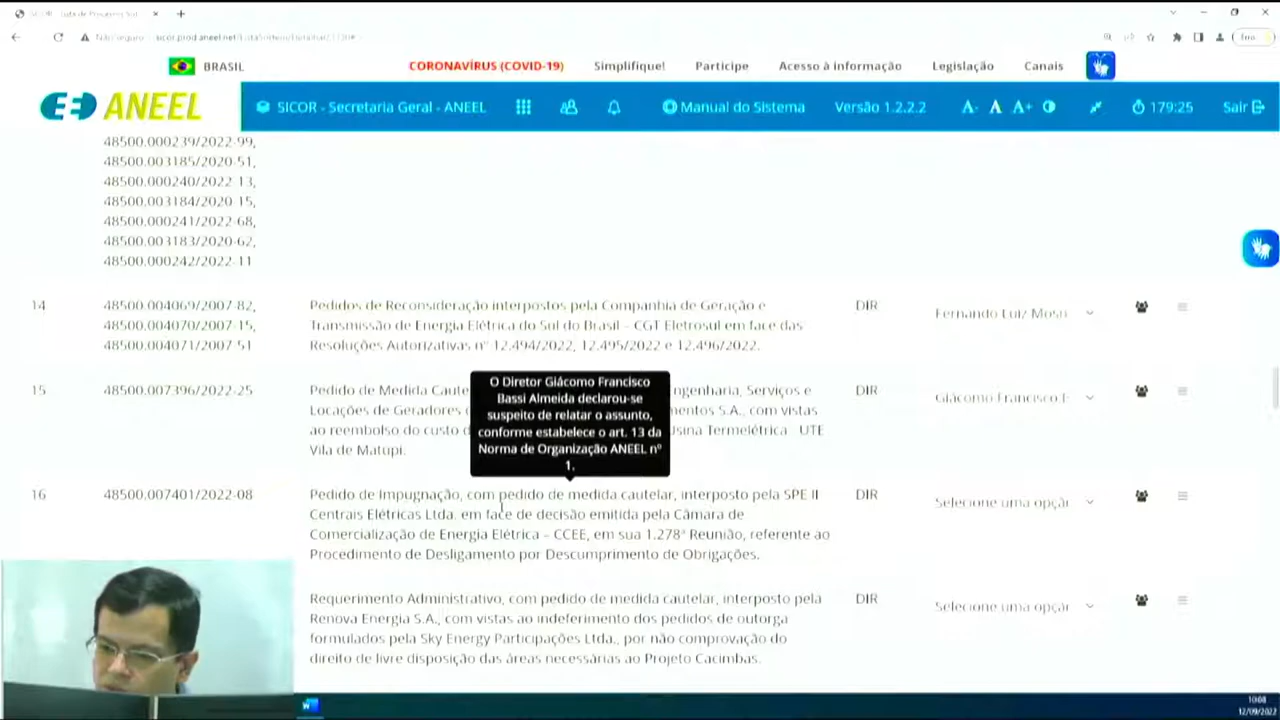 BRASIL
CORONAVÍRUS (COVID-19)
Simplifique!
Participe
Acesso à informação
Legislação
Canais
ANEEL
SICOR - Secretaria Geral - ANEEL
Manual do Sistema
Versão 1.2.2.2
A-
A
A+
179:25
Sair
48500.000239/2022-99,
48500.003185/2020-51,
48500.000240/2022-13,
48500.003184/2020-15,
48500.000241/2022-68,
48500.003183/2020-62,
48500.000242/2022-11
14
48500.004069/2007-82,
48500.004070/2007-15,
48500.004071/2007-51
Pedidos de Reconsideração interpostos pela Companhia de Geração e
Transmissão de Energia Elétrica do Sul do Brasil – CGT Eletrosul em face das
Resoluções Autorizativas nº 12.494/2022, 12.495/2022 e 12.496/2022.
DIR
Fernando Luiz Mosn
15
48500.007396/2022-25
Pedido de Medida Caute ngenharia, Serviços e
Locações de Geradores mentos S.A., com vistas
ao reembolso do custo d Usina Termelétrica - UTE
Vila de Matupi.
DIR
Giácomo Francisco
O Diretor Giácomo Francisco
Bassi Almeida declarou-se
suspeito de relatar o assunto,
conforme estabelece o art. 13 da
Norma de Organização ANEEL nº
1.
16
48500.007401/2022-08
Pedido de Impugnação, com pedido de medida cautelar, interposto pela SPE II
Centrais Elétricas Ltda. em face de decisão emitida pela Câmara de
Comercialização de Energia Elétrica – CCEE, em sua 1.278ª Reunião, referente ao
Procedimento de Desligamento por Descumprimento de Obrigações.
DIR
Selecione uma opçã
Requerimento Administrativo, com pedido de medida cautelar, interposto pela
Renova Energia S.A., com vistas ao indeferimento dos pedidos de outorga
formulados pela Sky Energy Participações Ltda., por não comprovação do
direito de livre disposição das áreas necessárias ao Projeto Cacimbas.
DIR
Selecione uma opçã
10:08
12/09/2022